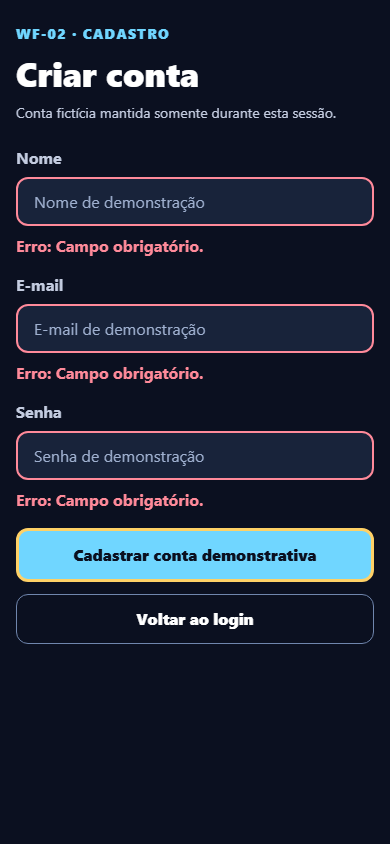 WF-02 · CADASTRO
Criar conta
Conta fictícia mantida somente durante esta sessão.
Nome
Nome de demonstração
Erro: Campo obrigatório.
E-mail
E-mail de demonstração
Erro: Campo obrigatório.
Senha
Senha de demonstração
Erro: Campo obrigatório.
Cadastrar conta demonstrativa
Voltar ao login